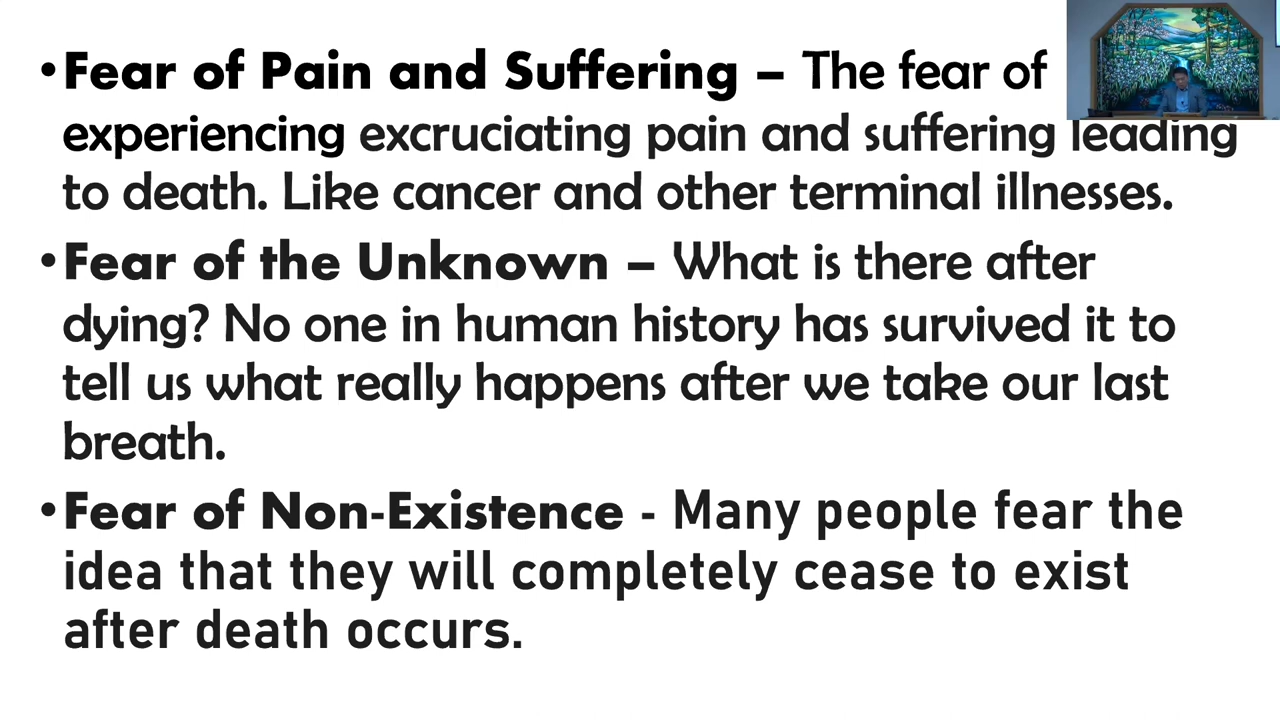 •Fear of Pain and Suffering – The fear of
experiencing excruciating pain and suffering leading
to death. Like cancer and other terminal illnesses.
•Fear of the Unknown – What is there after
dying? No one in human history has survived it to
tell us what really happens after we take our last
breath.
•Fear of Non-Existence - Many people fear the
idea that they will completely cease to exist
after death occurs.